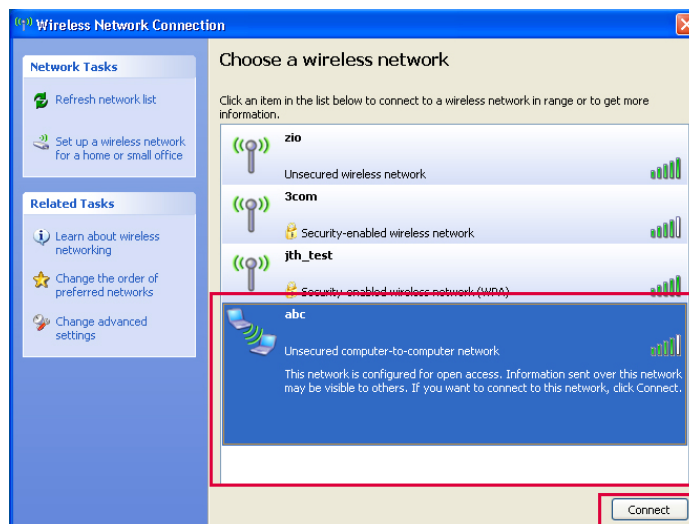 Wireless Network Connection
Network Tasks
Refresh network list
Set up a wireless network
for a home or small office
Related Tasks
Learn about wireless
networking
Change the order of
preferred networks
Change advanced
settings
Choose a wireless network
Click an item in the list below to connect to a wireless network in range or to get more
information.
zio
Unsecured wireless network
3com
Security-enabled wireless network
jth_test
Security-enabled wireless network (WPA)
abc
Unsecured computer-to-computer network
This network is configured for open access. Information sent over this network
may be visible to others. If you want to connect to this network, click Connect.
Connect